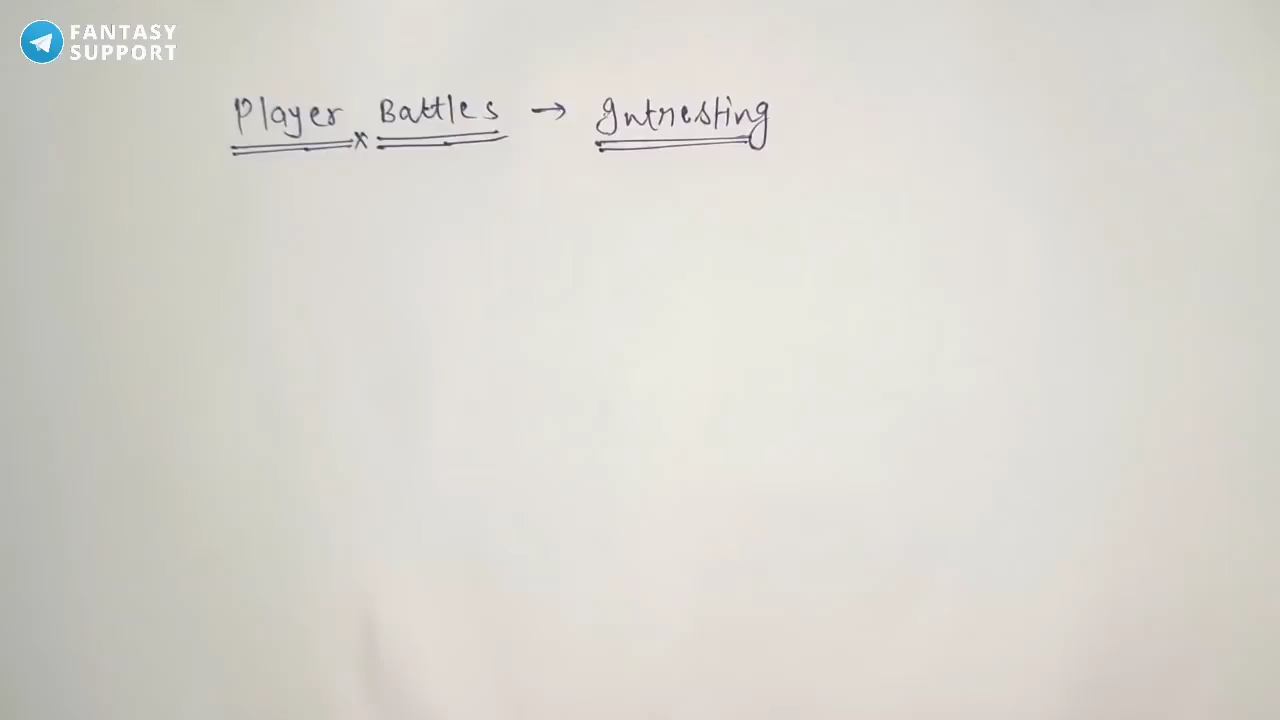 FANTASY
SUPPORT
Player x Battles → Intresting